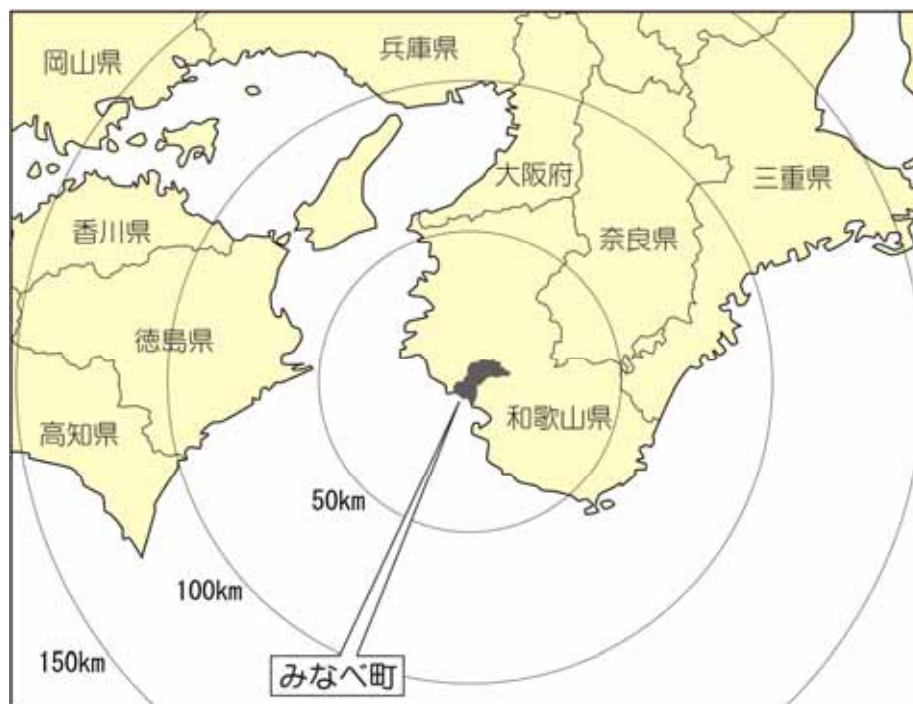 兵庫県
岡山県
大阪府
三重県
香川県
奈良県
徳島県
和歌山県
高知県
50km
100km
150km
みなべ町